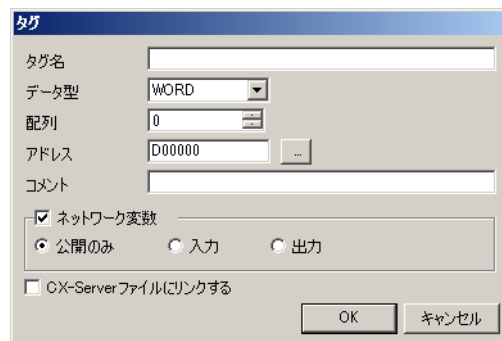 タグ
タグ名
データ型 WORD
配列 0
アドレス D00000 ...
コメント
ネットワーク変数
公開のみ 入力 出力
CX-Serverファイルにリンクする
OK キャンセル